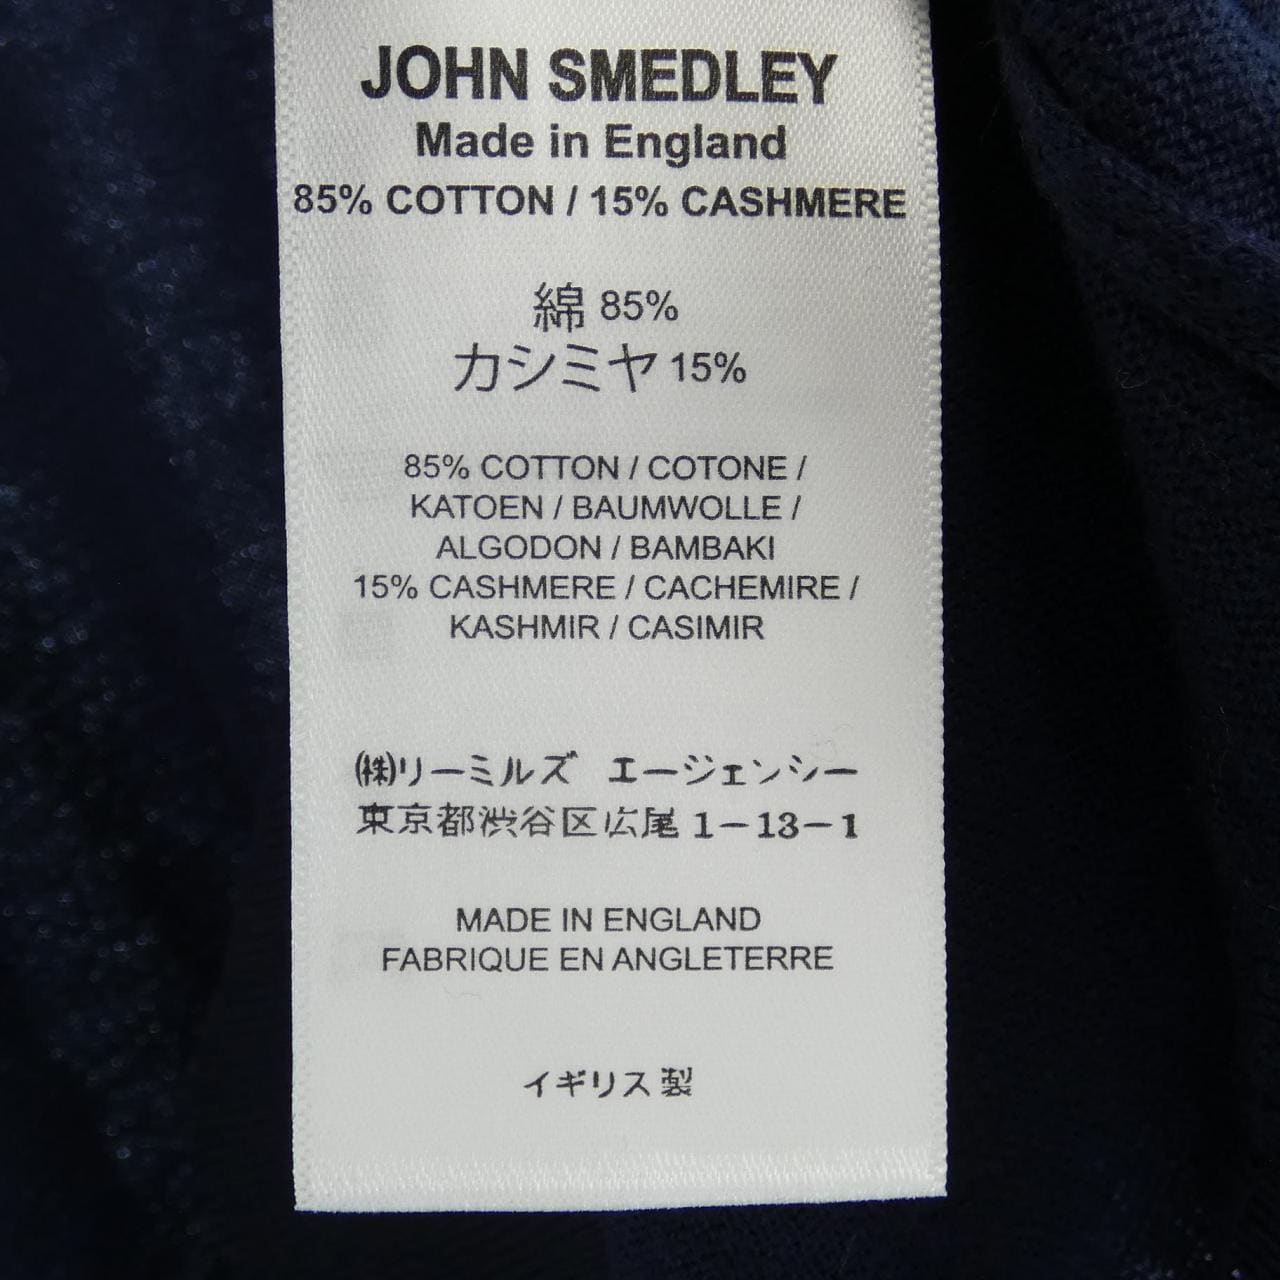 JOHN SMEDLEY
Made in England
85% COTTON / 15% CASHMERE
綿 85%
カシミヤ 15%
85% COTTON / COTONE /
KATOEN / BAUMWOLLE /
ALGODON / BAMBAKI
15% CASHMERE / CACHEMIRE /
KASHMIR / CASIMIR
㈱リーミルズ エージェンシー
東京都渋谷区広尾 1-13-1
MADE IN ENGLAND
FABRIQUE EN ANGLETERRE
イギリス製